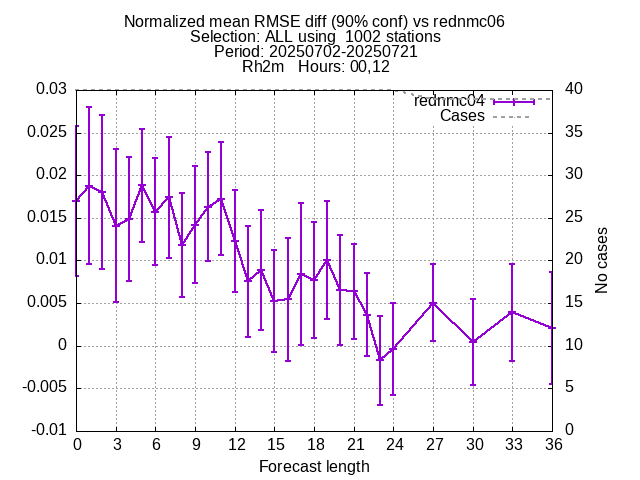 Normalized mean RMSE diff (90% conf) vs rednmc06
Selection: ALL using 1002 stations
Period: 20250702-20250721
Rh2m Hours: 00,12
0.03 40
rednmc04
Cases
0.025 35
0.02 30
0.015 25
0.01 20
0.005 15
0 10
-0.005 5
-0.01 0
No cases
0 3 6 9 12 15 18 21 24 27 30 33 36
Forecast length